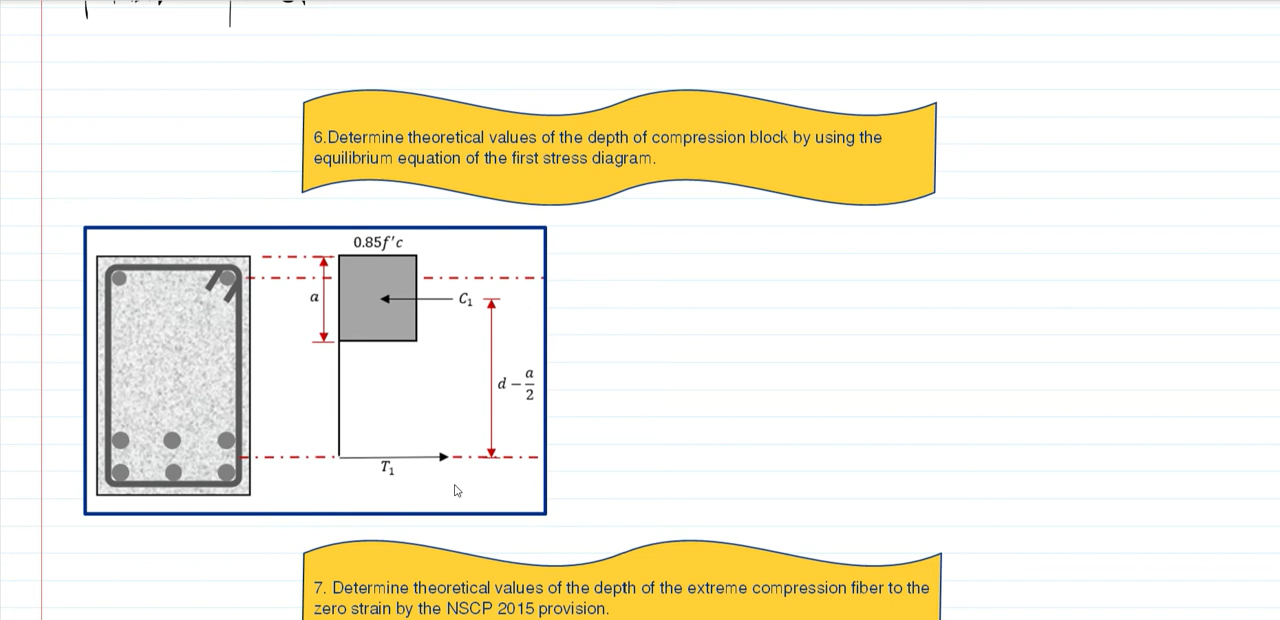 6.Determine theoretical values of the depth of compression block by using the
equilibrium equation of the first stress diagram.
0.85f'c
a
C₁
d − a/2
T₁
7. Determine theoretical values of the depth of the extreme compression fiber to the
zero strain by the NSCP 2015 provision.